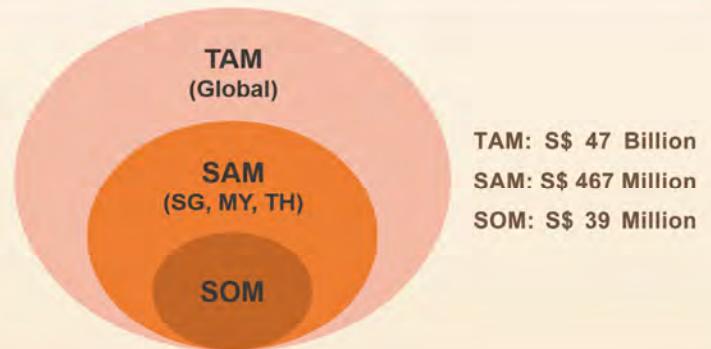 TAM
(Global)
SAM
(SG, MY, TH)
SOM
TAM: S$ 47 Billion
SAM: S$ 467 Million
SOM: S$ 39 Million